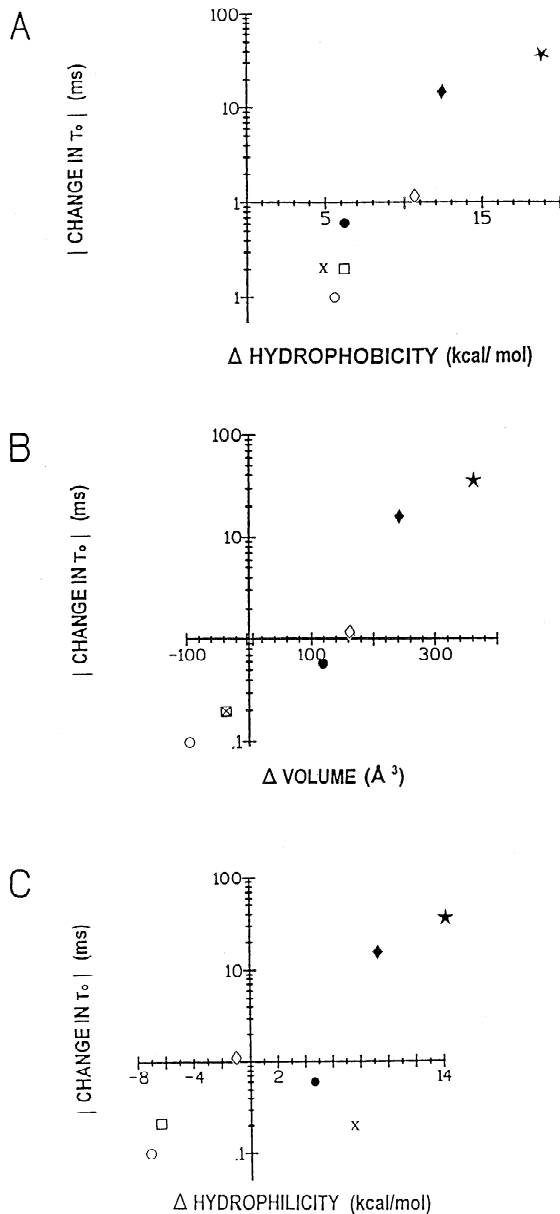 A
| CHANGE IN τ₀ | (ms)
100
10
1
1
5 15
Δ HYDROPHOBICITY (kcal/ mol)
B
| CHANGE IN τ₀ | (ms)
100
10
-100 100 300
.1
Δ VOLUME (Å ³)
C
| CHANGE IN τ₀ | (ms)
100
10
-8 -4 2 14
.1
Δ HYDROPHILICITY (kcal/mol)